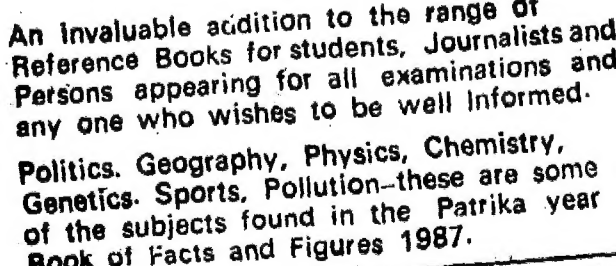 An invaluable addition to the range of
Reference Books for students, Journalists and
Persons appearing for all examinations and
any one who wishes to be well Informed.
Politics. Geography, Physics, Chemistry,
Genetics. Sports, Pollution-these are some
of the subjects found in the Patrika year
Book of Facts and Figures 1987.